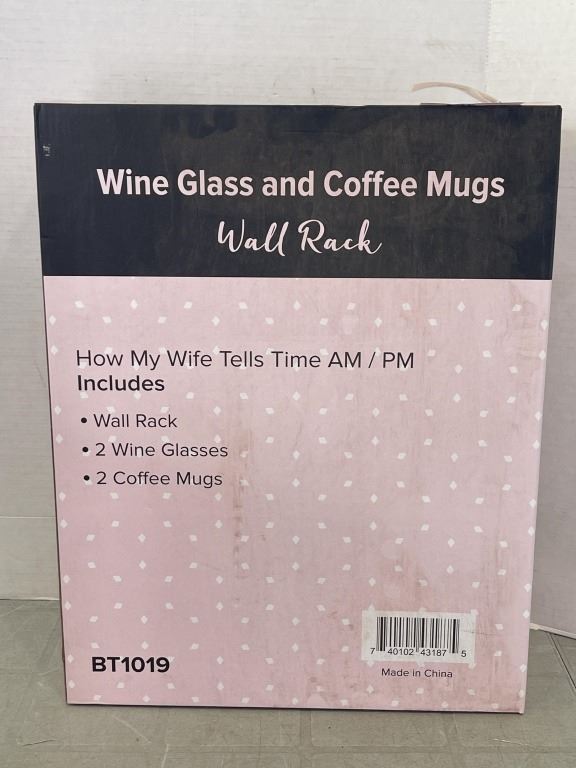 Wine Glass and Coffee Mugs
Wall Rack
How My Wife Tells Time AM / PM
Includes
• Wall Rack
• 2 Wine Glasses
• 2 Coffee Mugs
BT1019
7 40102 43187 5
Made in China